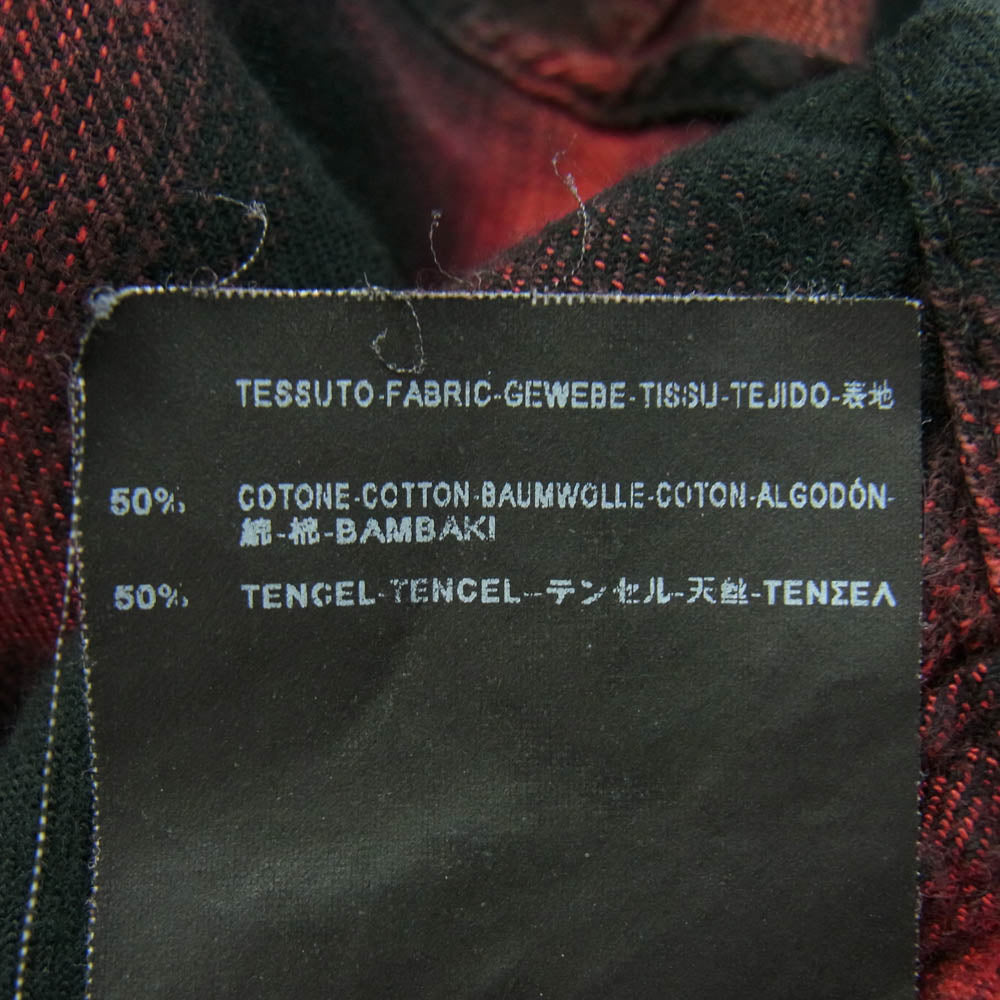 TESSUTO-FABRIC-GEWEBE-TISSU-TEJIDO-表地
50% COTONE-COTTON-BAUMWOLLE-COTON-ALGODÓN-
綿-棉-BAMBAKI
50% TENCEL-TENCEL--テンセル-天丝-ΤΕΝΣΕΛ